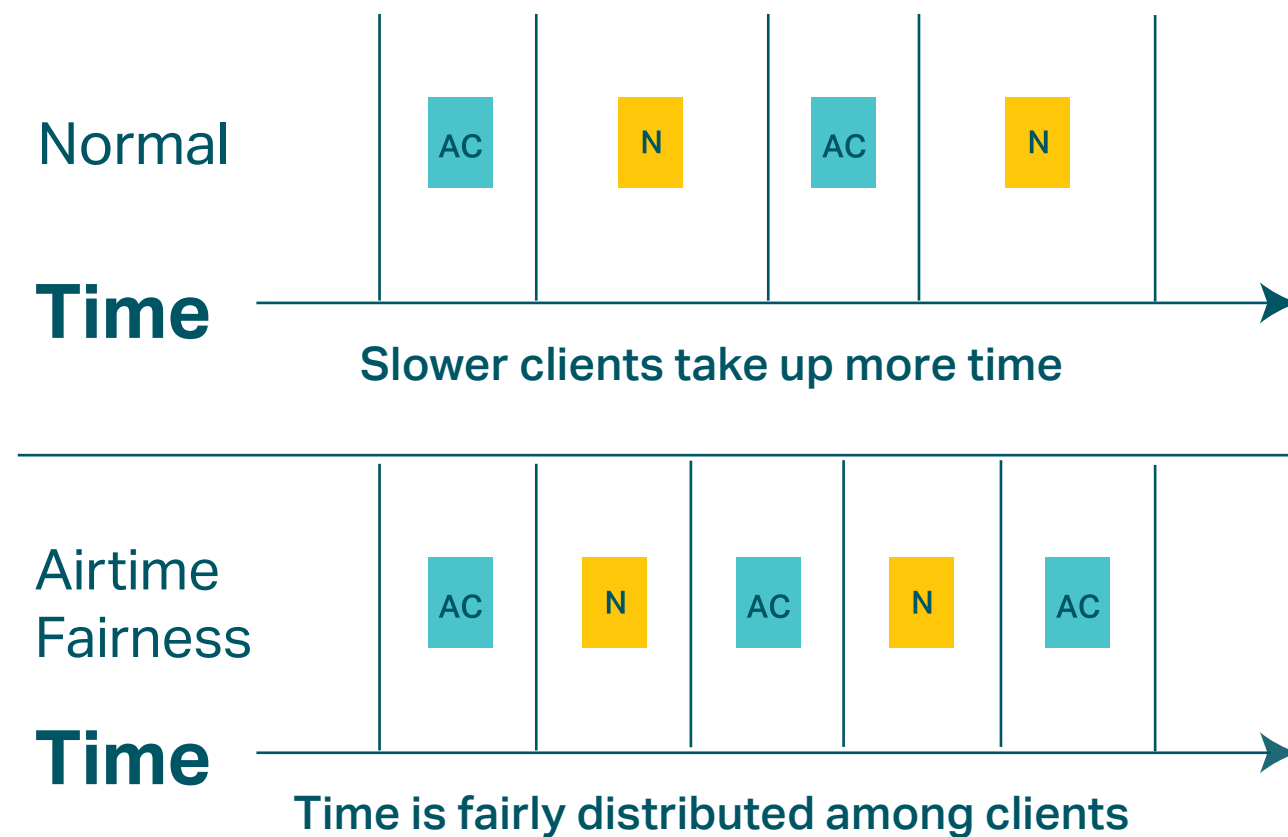 Normal
AC
N
AC
N
Time
Slower clients take up more time
Airtime
Fairness
AC
N
AC
N
AC
Time
Time is fairly distributed among clients